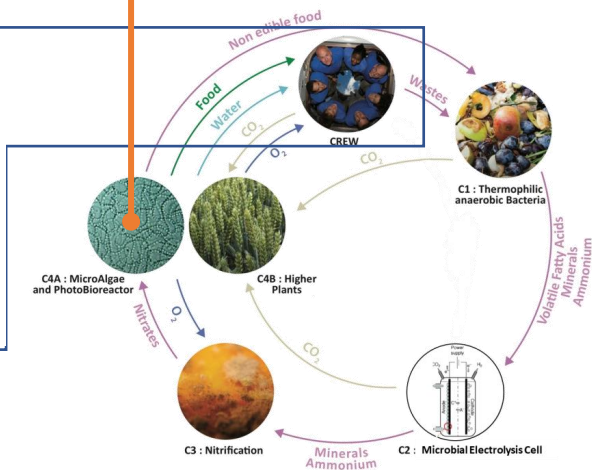 Non edible food
Food
Water
CO2
O2
Wastes
CREW
CO2
C1 : Thermophilic
anaerobic Bacteria
C4A : MicroAlgae
and PhotoBioreactor
C4B : Higher
Plants
Volatile Fatty Acids
Minerals
Ammonium
Nitrates
O2
CO2
Power
supply
C3 : Nitrification
C2 : Microbial Electrolysis Cell
Minerals
Ammonium